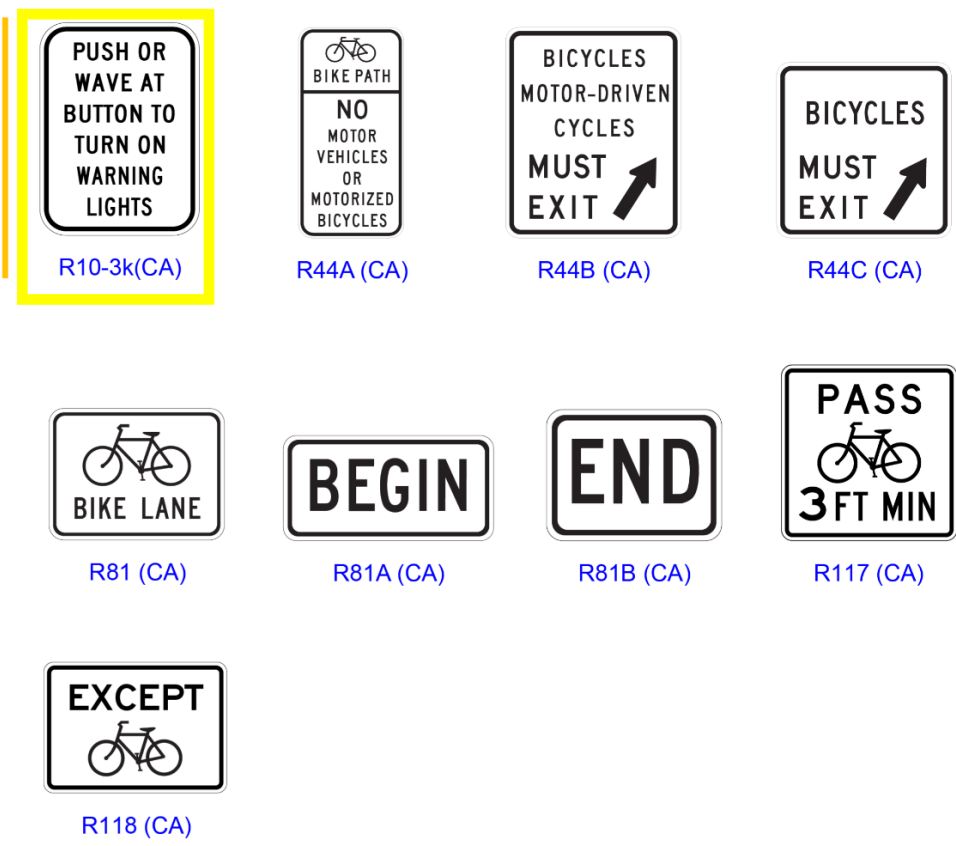 PUSH OR
WAVE AT
BUTTON TO
TURN ON
WARNING
LIGHTS
R10-3k(CA)
BIKE PATH
NO
MOTOR
VEHICLES
OR
MOTORIZED
BICYCLES
R44A (CA)
BICYCLES
MOTOR-DRIVEN
CYCLES
MUST
EXIT
R44B (CA)
BICYCLES
MUST
EXIT
R44C (CA)
BIKE LANE
R81 (CA)
BEGIN
R81A (CA)
END
R81B (CA)
PASS
3 FT MIN
R117 (CA)
EXCEPT
R118 (CA)